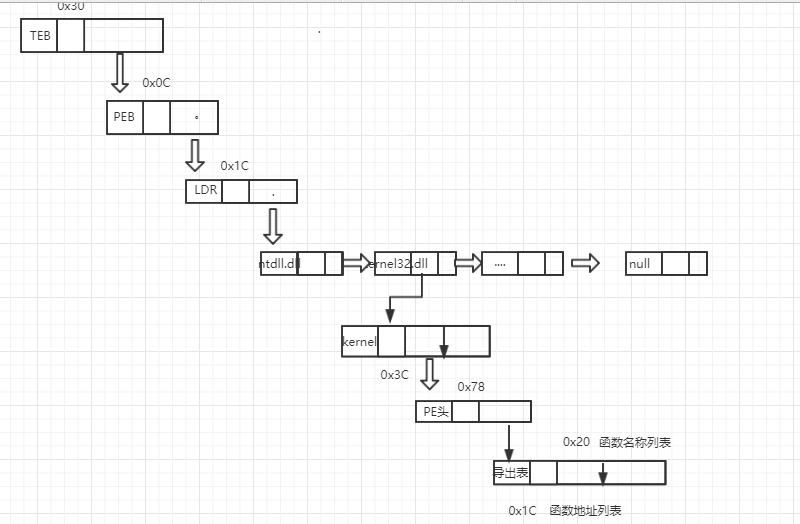 0x30
TEB
0x0C
PEB
0x1C
LDR
ntdll.dll
kernel32.dll
....
null
kernel
0x3C
0x78
PE头
0x20 函数名称列表
导出表
0x1C 函数地址列表